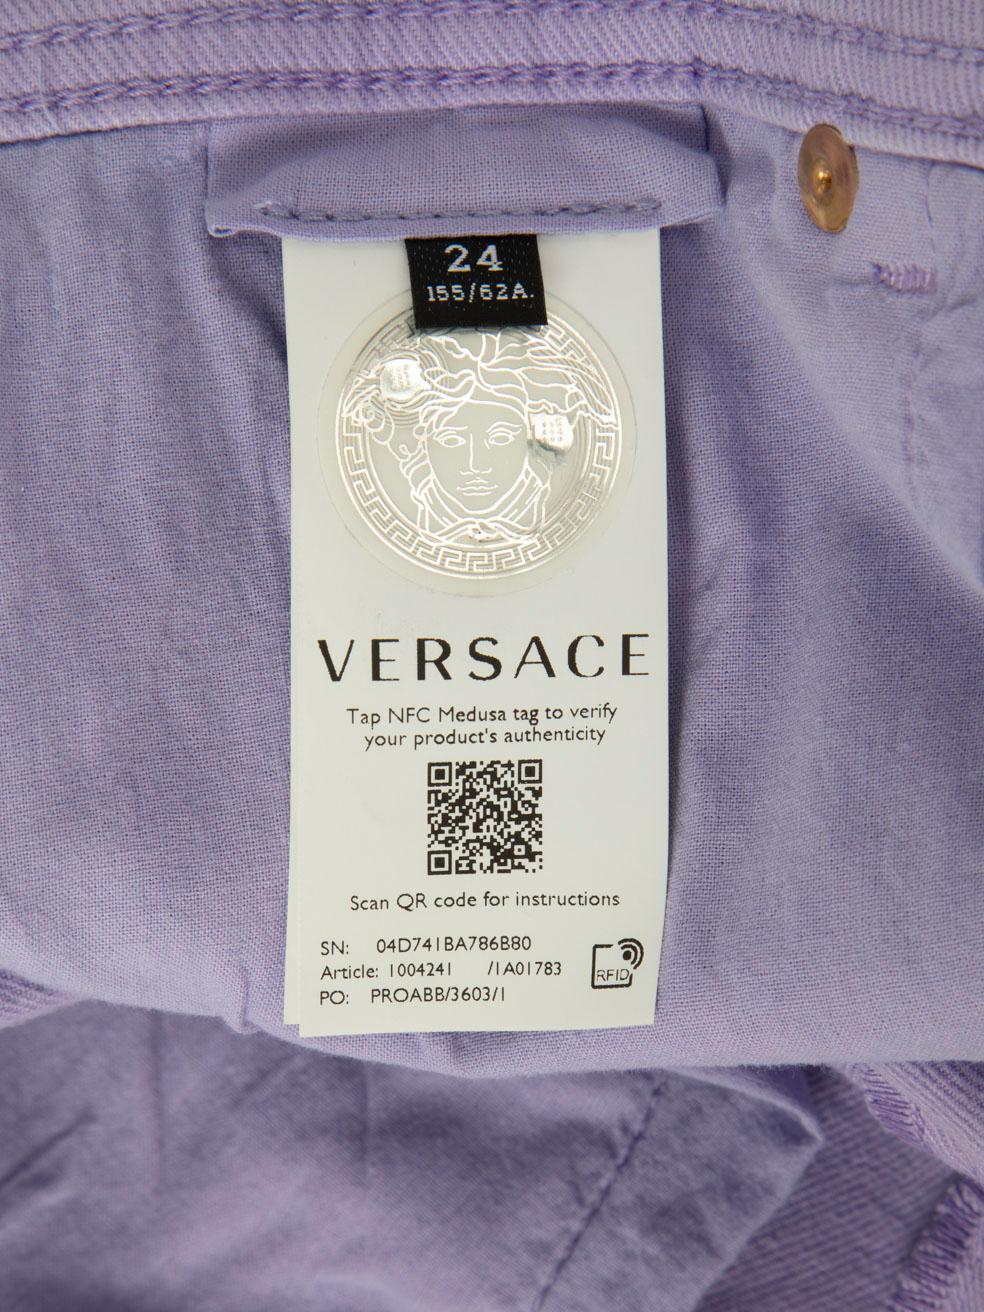 24
155/62A.
VERSACE
Tap NFC Medusa tag to verify
your product's authenticity
Scan QR code for instructions
SN: 04D741BA786B80
Article: 1004241 /1A01783
PO: PROABB/3603/1
RFID